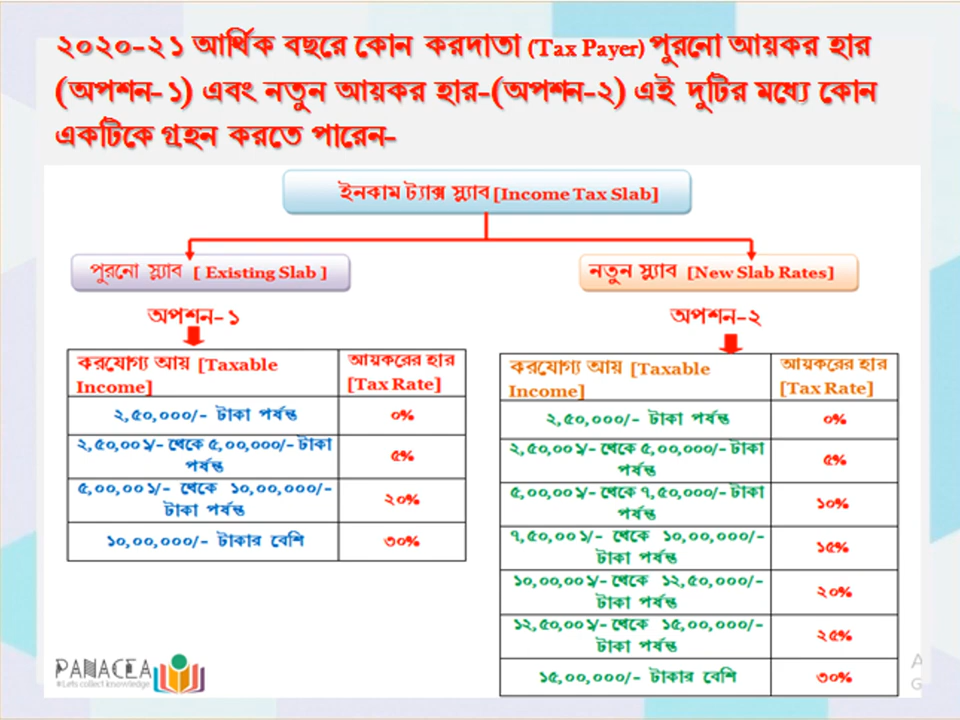 ২০২০-২১ আর্থিক বছরে কোন করদাতা (Tax Payer) পুরনো আয়কর হার
(অপশন-১) এবং নতুন আয়কর হার-(অপশন-২) এই দুটির মধ্যে কোন
একটিকে গ্রহন করতে পারেন-
ইনকাম ট্যাক্স স্ল্যাব [Income Tax Slab]
পুরনো স্ল্যাব [ Existing Slab ]
অপশন-১
করযোগ্য আয় [Taxable
Income]
আয়করের হার
[Tax Rate]
২,৫০,০০০/- টাকা পর্যন্ত
০%
২,৫০,০০১/- থেকে ৫,০০,০০০/- টাকা
পর্যন্ত
৫%
৫,০০,০০১/- থেকে ১০,০০,০০০/-
টাকা পর্যন্ত
২০%
১০,০০,০০০/- টাকার বেশি
৩০%
নতুন স্ল্যাব [New Slab Rates]
অপশন-২
করযোগ্য আয় [Taxable
Income]
আয়করের হার
[Tax Rate]
২,৫০,০০০/- টাকা পর্যন্ত
০%
২,৫০,০০১/- থেকে ৫,০০,০০০/- টাকা
পর্যন্ত
৫%
৫,০০,০০১/- থেকে ৭,৫০,০০০/- টাকা
পর্যন্ত
১০%
৭,৫০,০০১/- থেকে ১০,০০,০০০/-
টাকা পর্যন্ত
১৫%
১০,০০,০০১/- থেকে ১২,৫০,০০০/-
টাকা পর্যন্ত
২০%
১২,৫০,০০১/- থেকে ১৫,০০,০০০/-
টাকা পর্যন্ত
২৫%
১৫,০০,০০০/- টাকার বেশি
৩০%
PANACEA
#Lets collect knowledge